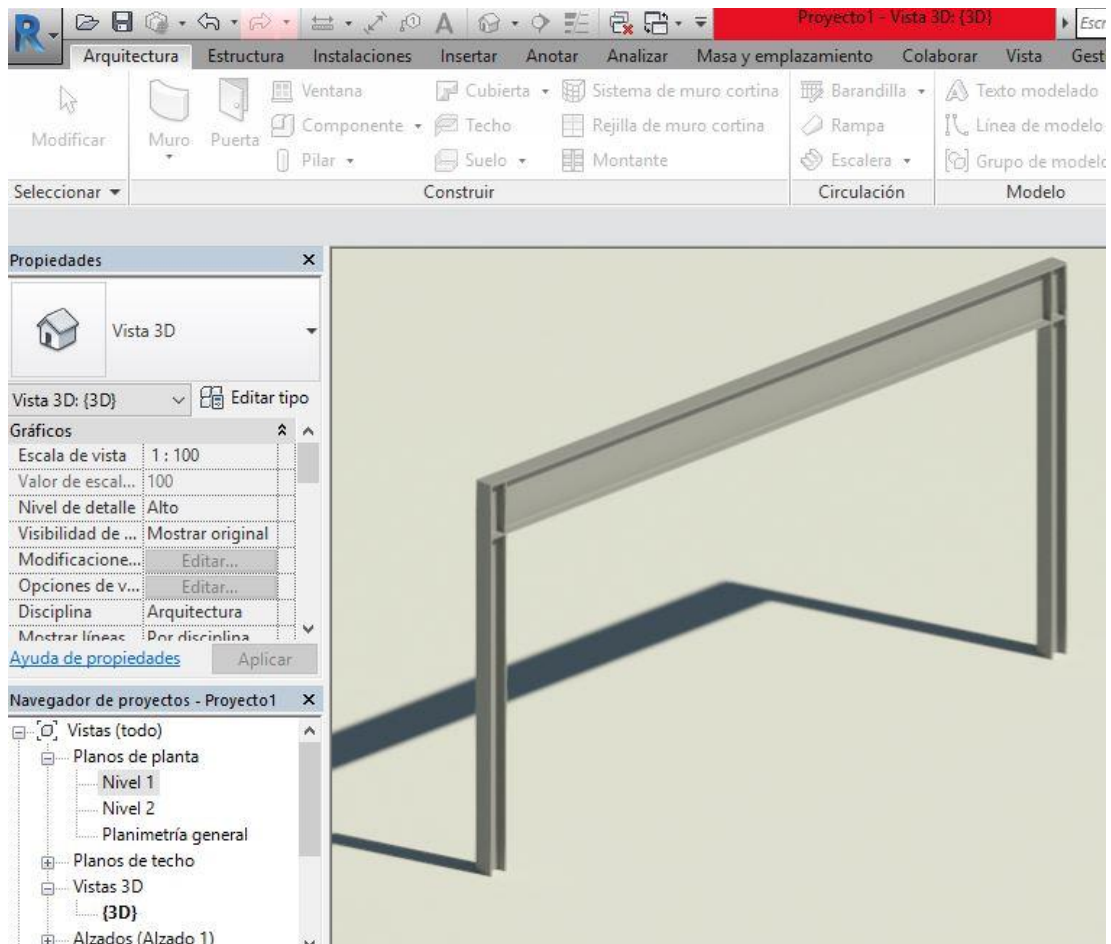 Proyecto1 - Vista 3D: {3D}
Escr
Arquitectura Estructura Instalaciones Insertar Anotar Analizar Masa y emplazamiento Colaborar Vista Gest
Modificar
Muro
Puerta
Ventana
Componente
Pilar
Cubierta
Techo
Suelo
Sistema de muro cortina
Rejilla de muro cortina
Montante
Barandilla
Rampa
Escalera
Texto modelado
Línea de modelo
Grupo de modelo
Seleccionar
Construir
Circulación
Modelo
Propiedades
Vista 3D
Vista 3D: {3D}
Editar tipo
Gráficos
Escala de vista 1 : 100
Valor de escal... 100
Nivel de detalle Alto
Visibilidad de ... Mostrar original
Modificacione... Editar...
Opciones de v... Editar...
Disciplina Arquitectura
Mostrar líneas Por disciplina
Ayuda de propiedades
Aplicar
Navegador de proyectos - Proyecto1
Vistas (todo)
Planos de planta
Nivel 1
Nivel 2
Planimetría general
Planos de techo
Vistas 3D
{3D}
Alzados (Alzado 1)